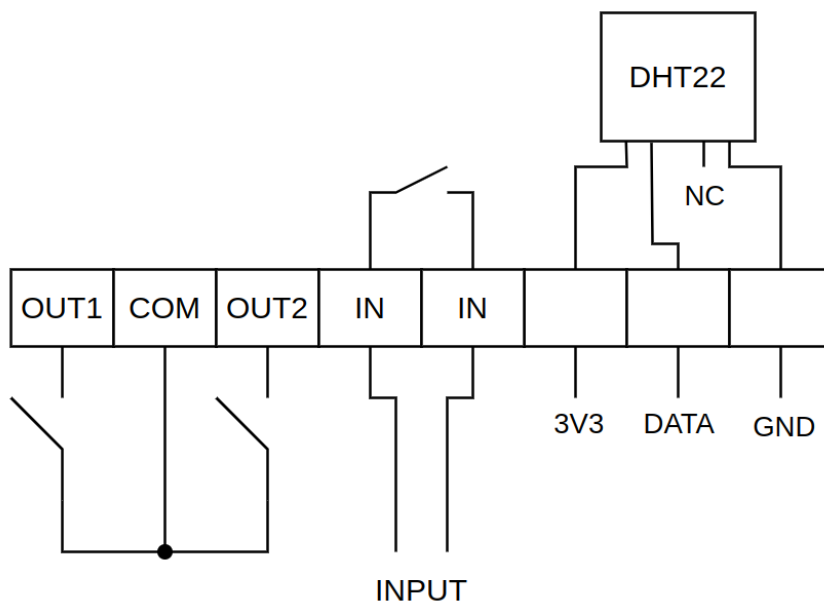 DHT22
NC
OUT1 COM OUT2 IN IN
3V3 DATA GND
INPUT